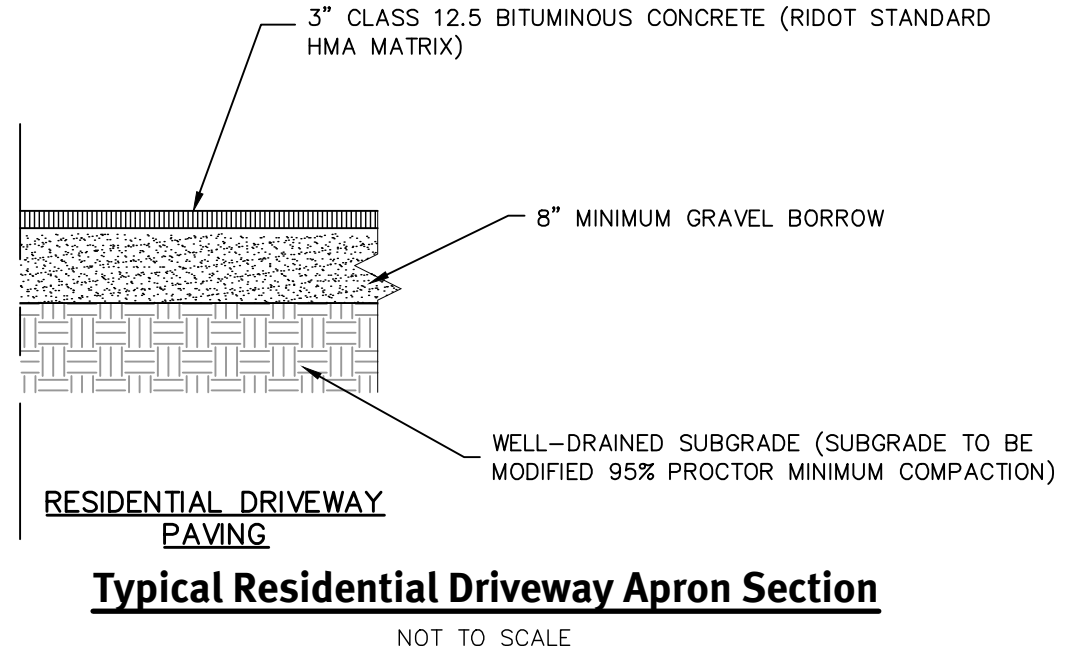 3” CLASS 12.5 BITUMINOUS CONCRETE (RIDOT STANDARD
HMA MATRIX)
8” MINIMUM GRAVEL BORROW
WELL-DRAINED SUBGRADE (SUBGRADE TO BE
MODIFIED 95% PROCTOR MINIMUM COMPACTION)
RESIDENTIAL DRIVEWAY
PAVING
Typical Residential Driveway Apron Section
NOT TO SCALE